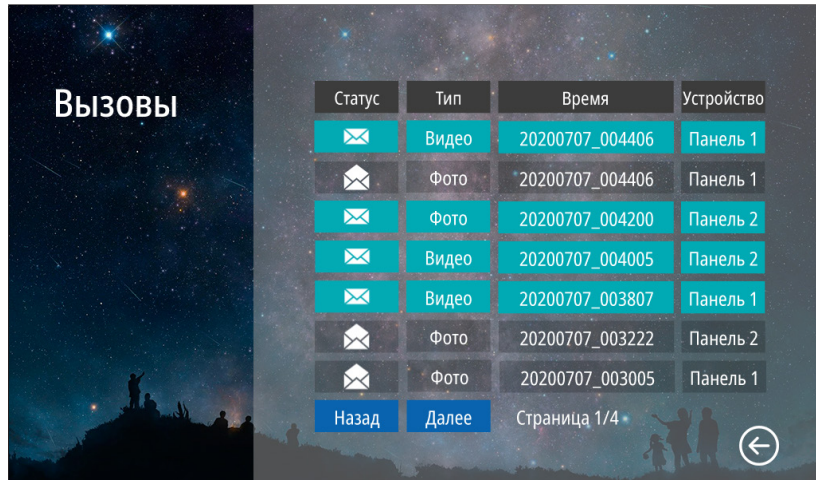 Вызовы
Статус Тип Время Устройство
Видео 20200707_004406 Панель 1
Фото 20200707_004406 Панель 1
Фото 20200707_004200 Панель 2
Видео 20200707_004005 Панель 2
Видео 20200707_003807 Панель 1
Фото 20200707_003222 Панель 2
Фото 20200707_003005 Панель 1
Назад Далее Страница 1/4